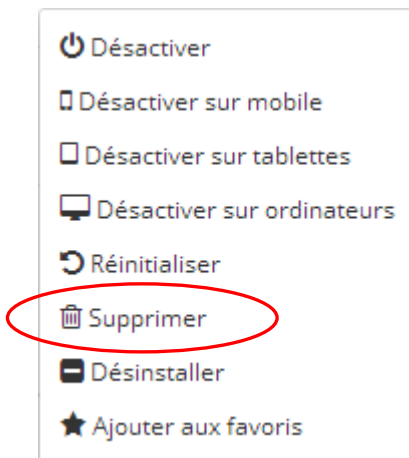 Désactiver
Désactiver sur mobile
Désactiver sur tablettes
Désactiver sur ordinateurs
Réinitialiser
Supprimer
Désinstaller
Ajouter aux favoris